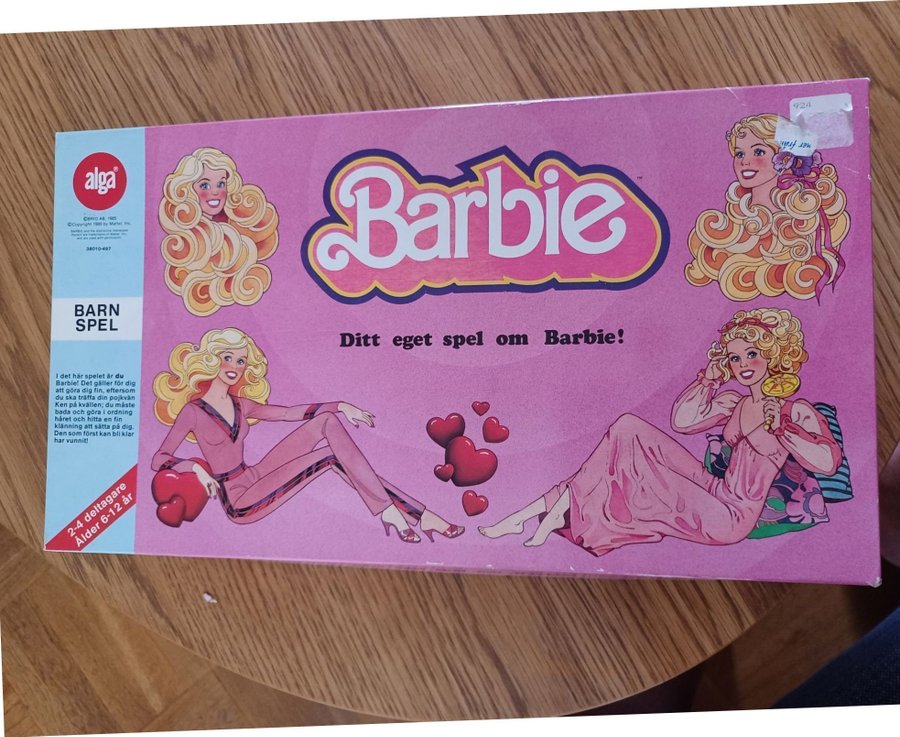 alga®
©BRIO AB, 1985
©Copyright 1980 by Mattel, Inc.
38010-497
BARN
SPEL
I det här spelet är du
Barbie! Det gäller för dig
att göra dig fin, eftersom
du ska träffa din pojkvän
Ken på kvällen; du måste
bada och göra i ordning
håret och hitta en fin
klänning att sätta på dig.
Den som först kan bli klar
har vunnit!
2-4 deltagare
Ålder 6-12 år
Barbie™
Ditt eget spel om Barbie!
924